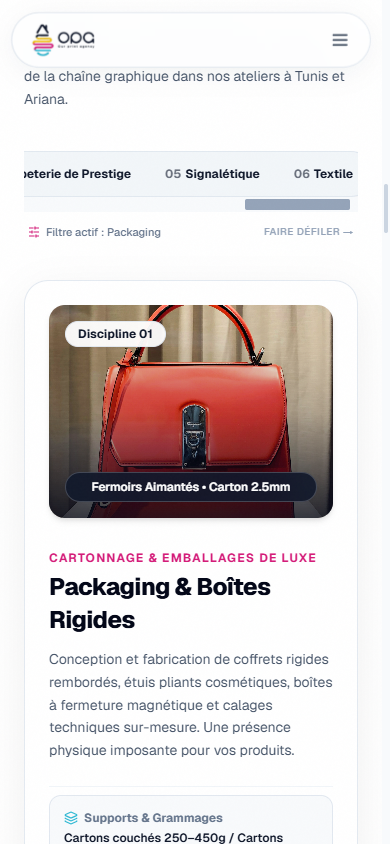 opa
de la chaîne graphique dans nos ateliers à Tunis et
Ariana.
peterie de Prestige 05 Signalétique 06 Textile
Filtre actif : Packaging FAIRE DÉFILER →
Discipline 01
Fermoirs Aimantés • Carton 2.5mm
CARTONNAGE & EMBALLAGES DE LUXE
Packaging & Boîtes
Rigides
Conception et fabrication de coffrets rigides
rembordés, étuis pliants cosmétiques, boîtes
à fermeture magnétique et calages
techniques sur-mesure. Une présence
physique imposante pour vos produits.
Supports & Grammages
Cartons couchés 250–450g / Cartons